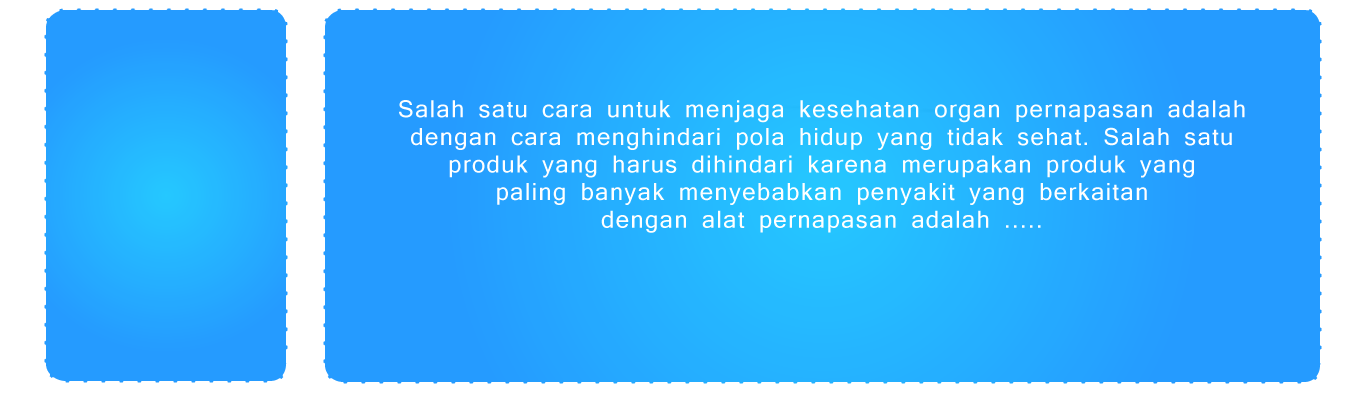 Salah satu cara untuk menjaga kesehatan organ pernapasan adalah
dengan cara menghindari pola hidup yang tidak sehat. Salah satu
produk yang harus dihindari karena merupakan produk yang
paling banyak menyebabkan penyakit yang berkaitan
dengan alat pernapasan adalah .....